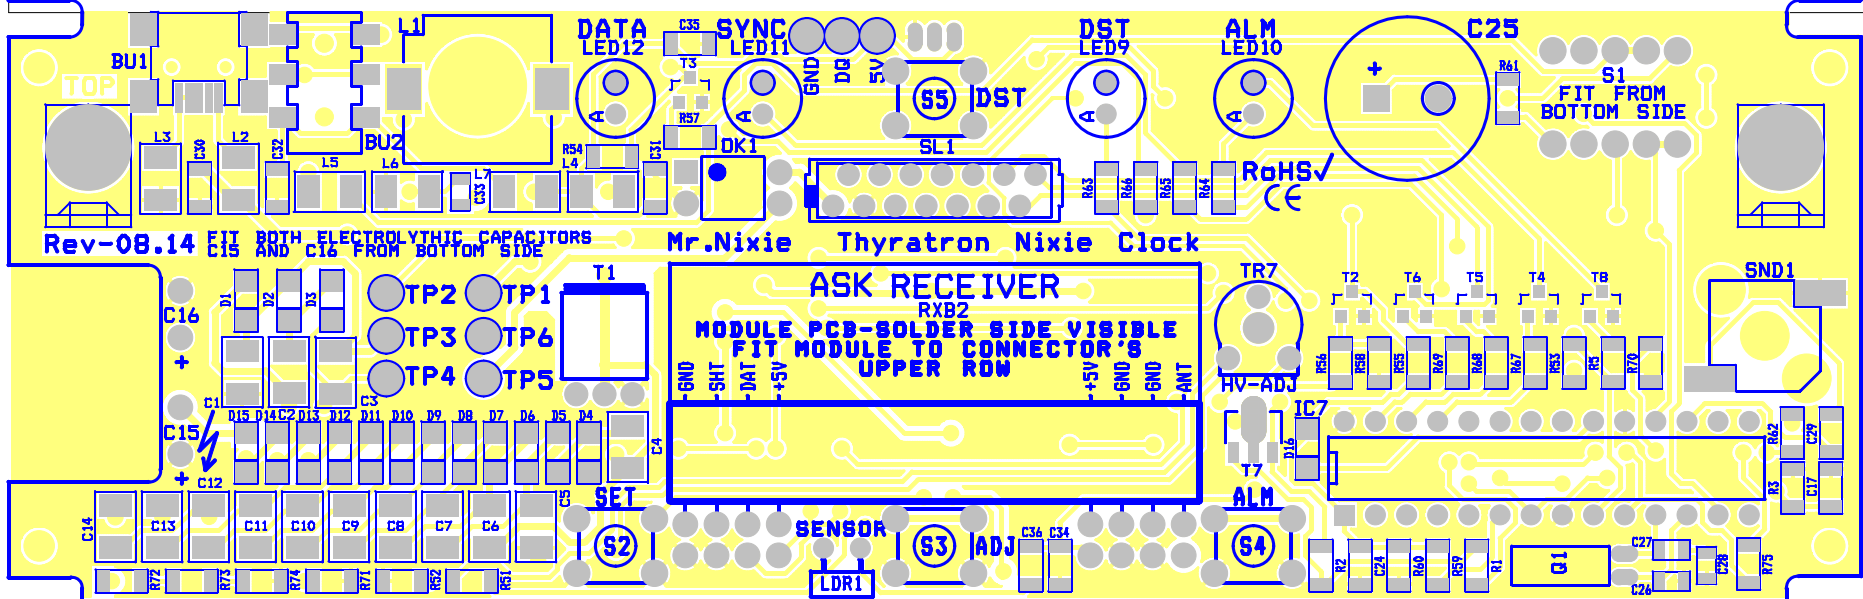 DATA SYNC DST ALM C25
LED12 LED11 LED9 LED10
BU1 L1 C35 T3
GND DQ 5V
TOP
S5 DST
A A A A
+
R61
S1
FIT FROM
BOTTOM SIDE
BU2
L3 C30 L2 C32 L5 L6 C33 L7 L4 R54 R57 C31
DK1 SL1
R63 R66 R65 R64
RoHS✓
CE
Rev-08.14
FIT BOTH ELECTROLYTHIC CAPACITORS
C15 AND C16 FROM BOTTOM SIDE
Mr.Nixie Thyratron Nixie Clock
T1 TR7 SND1
ASK RECEIVER
RXB2
MODULE PCB-SOLDER SIDE VISIBLE
FIT MODULE TO CONNECTOR'S
UPPER ROW
GND SHT DAT +5V +5V GND GND ANT
C16
+
D1 D2 D3
TP2 TP1
TP3 TP6
TP4 TP5
T2 T6 T5 T4 T8
R56 R58 R55 R69 R68 R67 R53 R5 R70
HV-ADJ
C1 C2 C3
C15
+
D15 D14 D13 D12 D11 D10 D9 D8 D7 D6 D5 D4
C4
IC7
D16
T7
R62 C29
R3 C17
C14 C13 C12 C11 C10 C9 C8 C7 C6 C5
SET SENSOR ALM
S2 S3 ADJ S4
C36 C34
LDR1
R72 R73 R74 R71 R52 R51
R2 C24 R60 R59 R1
Q1
C27 C26 C28 R75